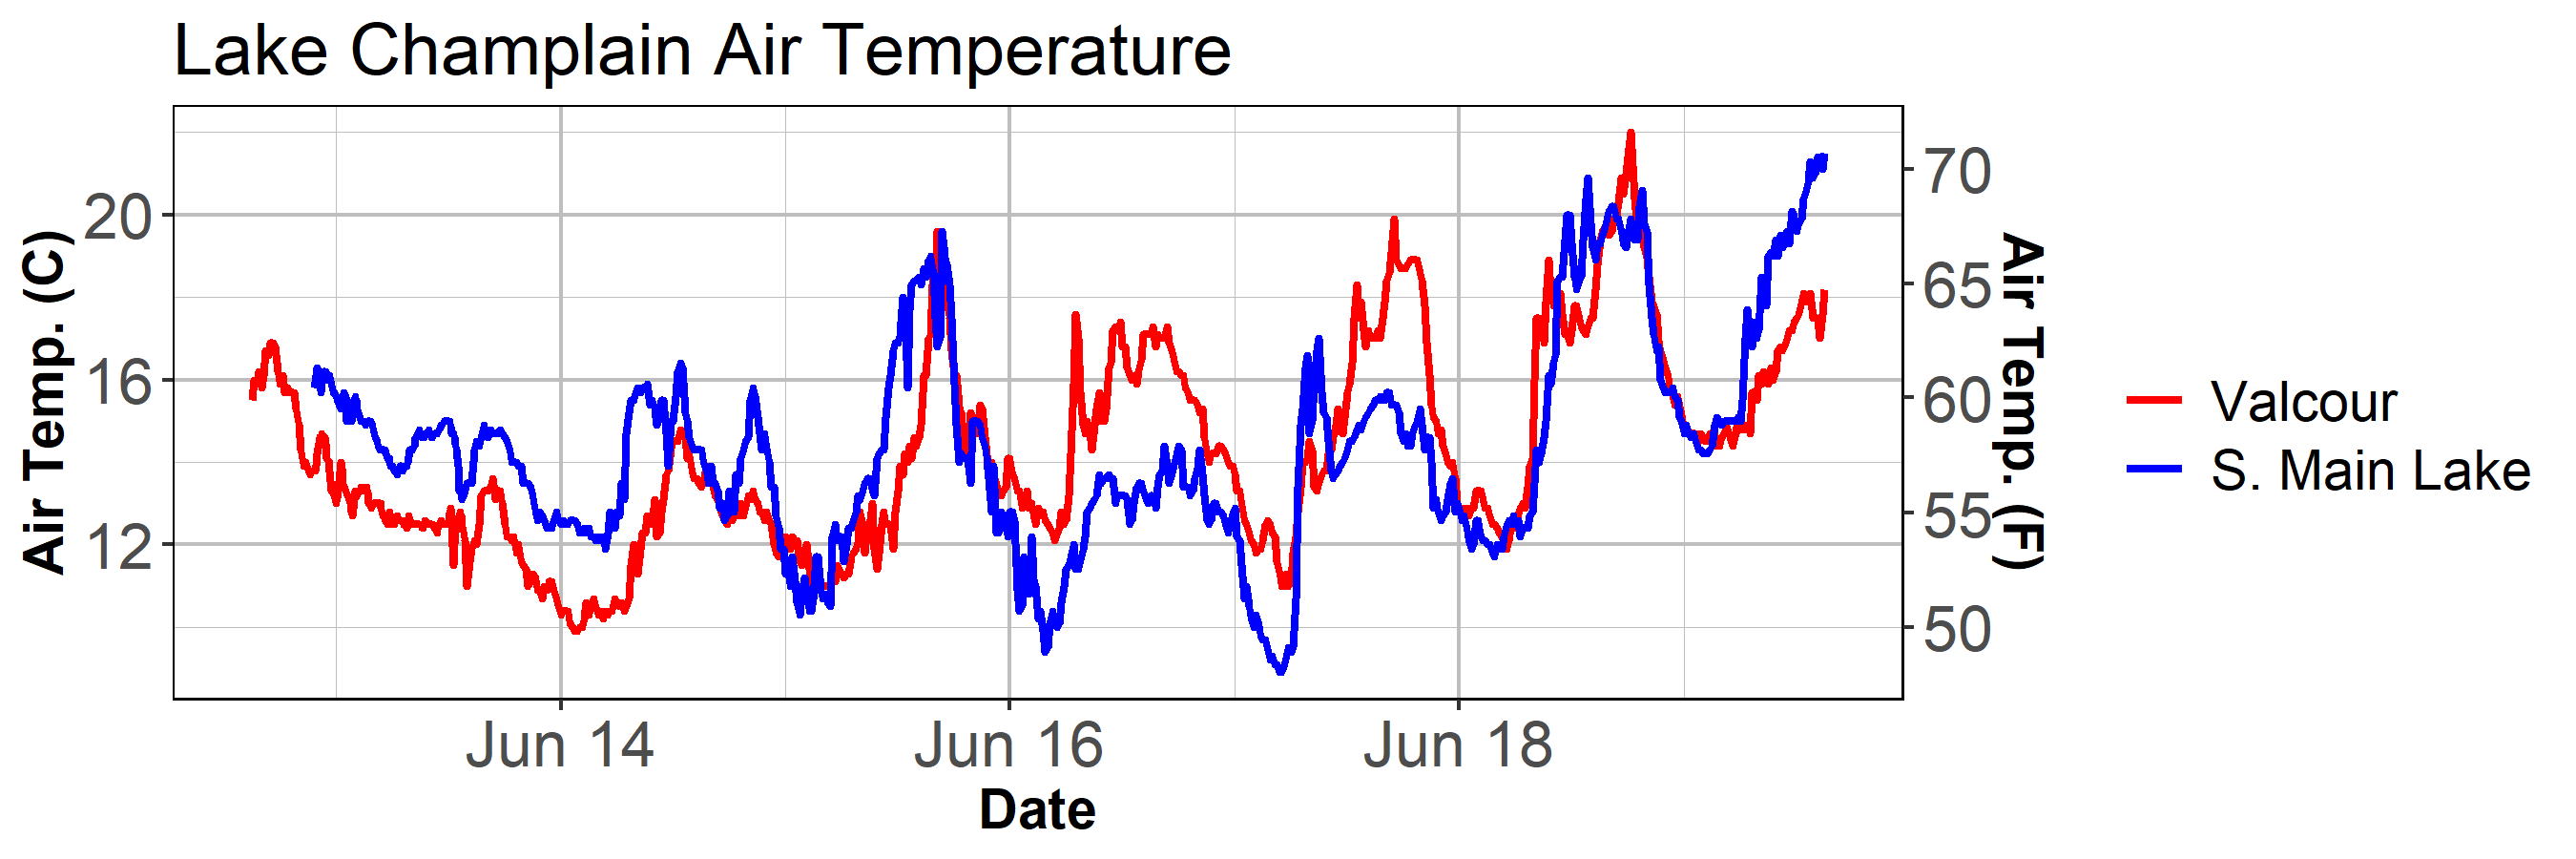 Lake Champlain Air Temperature
Air Temp. (C)
20
16
12
70
65
60
55
50
Air Temp. (F)
Valcour
S. Main Lake
Jun 14
Jun 16
Jun 18
Date